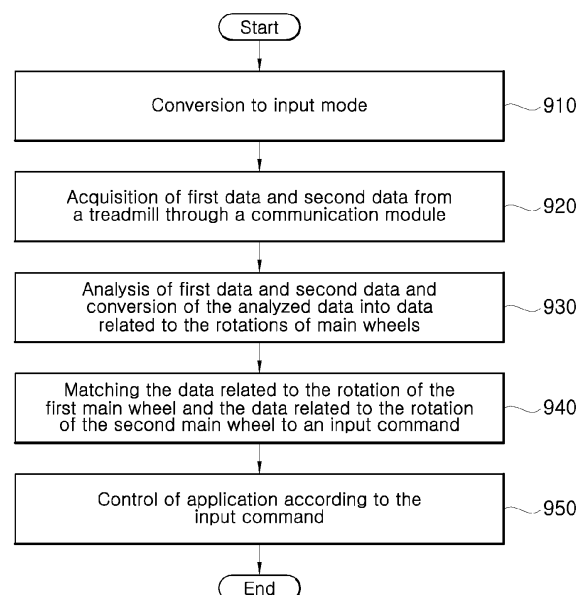 Start
Conversion to input mode
910
Acquisition of first data and second data from
a treadmill through a communication module
920
Analysis of first data and second data and
conversion of the analyzed data into data
related to the rotations of main wheels
930
Matching the data related to the rotation of the
first main wheel and the data related to the rotation
of the second main wheel to an input command
940
Control of application according to the
input command
950
End